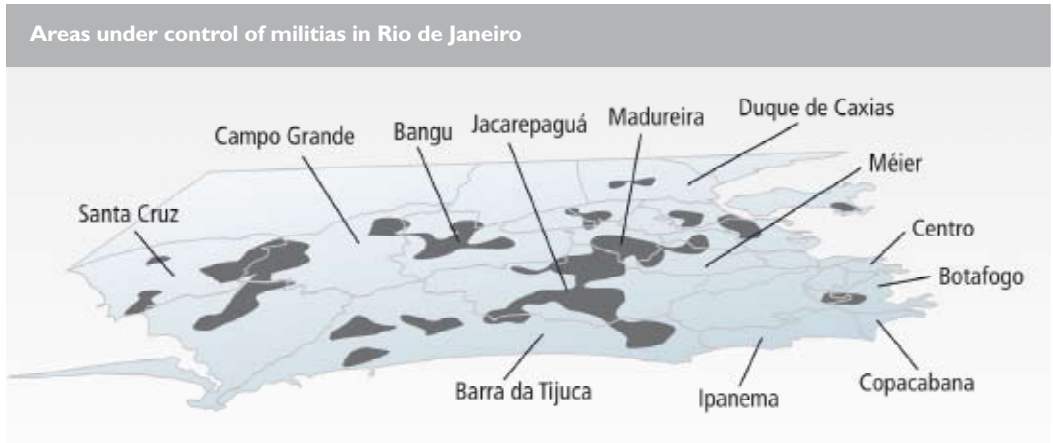 Areas under control of militias in Rio de Janeiro
Duque de Caxias
Madureira
Jacarepaguá
Bangu
Campo Grande
Méier
Santa Cruz
Centro
Botafogo
Copacabana
Barra da Tijuca
Ipanema